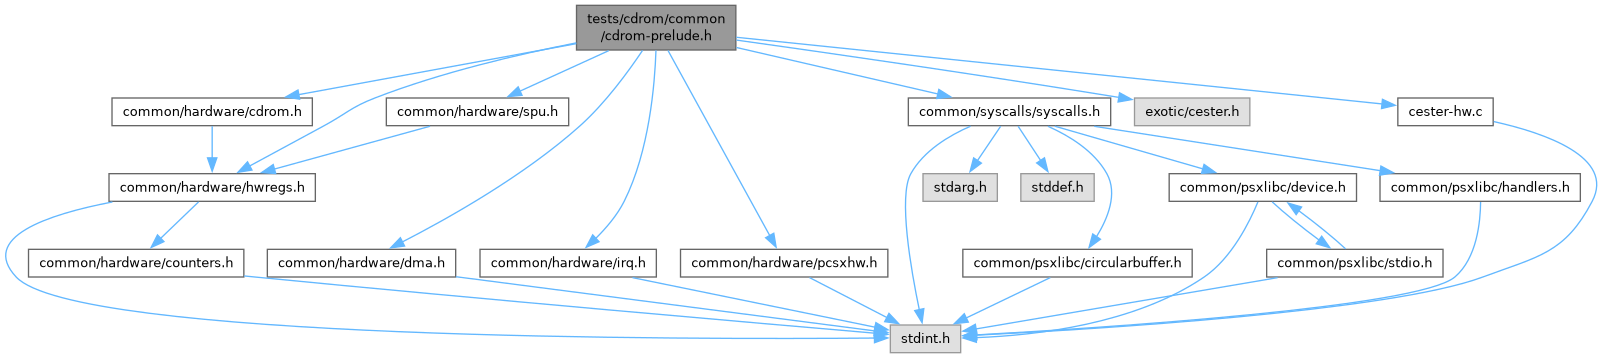 tests/cdrom/common
/cdrom-prelude.h
common/hardware/cdrom.h
common/hardware/spu.h
common/syscalls/syscalls.h
exotic/cester.h
cester-hw.c
common/hardware/hwregs.h
stdarg.h
stddef.h
common/psxlibc/device.h
common/psxlibc/handlers.h
common/hardware/counters.h
common/hardware/dma.h
common/hardware/irq.h
common/hardware/pcsxhw.h
common/psxlibc/circularbuffer.h
common/psxlibc/stdio.h
stdint.h